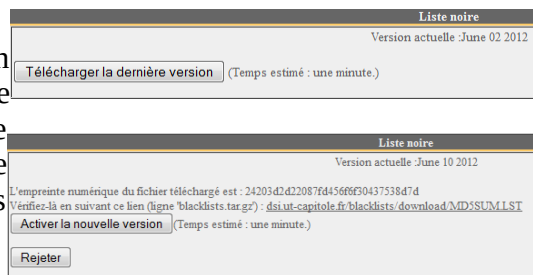 Liste noire
Version actuelle :June 02 2012
Télécharger la dernière version (Temps estimé : une minute.)
Liste noire
Version actuelle :June 10 2012
L'empreinte numérique du fichier téléchargé est : 24203d2d22087fd456f6f30437538d7d
Vérifiez-là en suivant ce lien (ligne 'blacklists.tar.gz') : dsi.ut-capitole.fr/blacklists/download/MD5SUM.LST
Activer la nouvelle version (Temps estimé : une minute.)
Rejeter